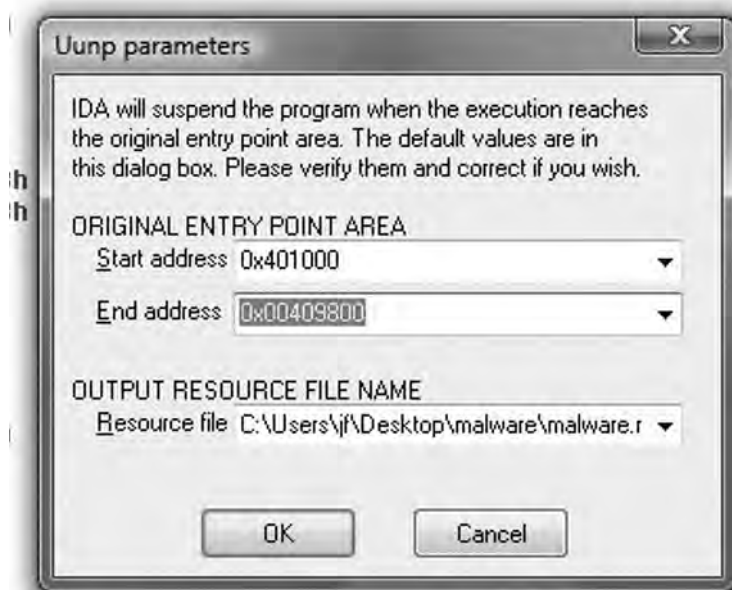 Uunp parameters
IDA will suspend the program when the execution reaches
the original entry point area. The default values are in
this dialog box. Please verify them and correct if you wish.
ORIGINAL ENTRY POINT AREA
Start address 0x401000
End address 0x00409800
OUTPUT RESOURCE FILE NAME
Resource file C:\Users\jf\Desktop\malware\malware.r
OK Cancel